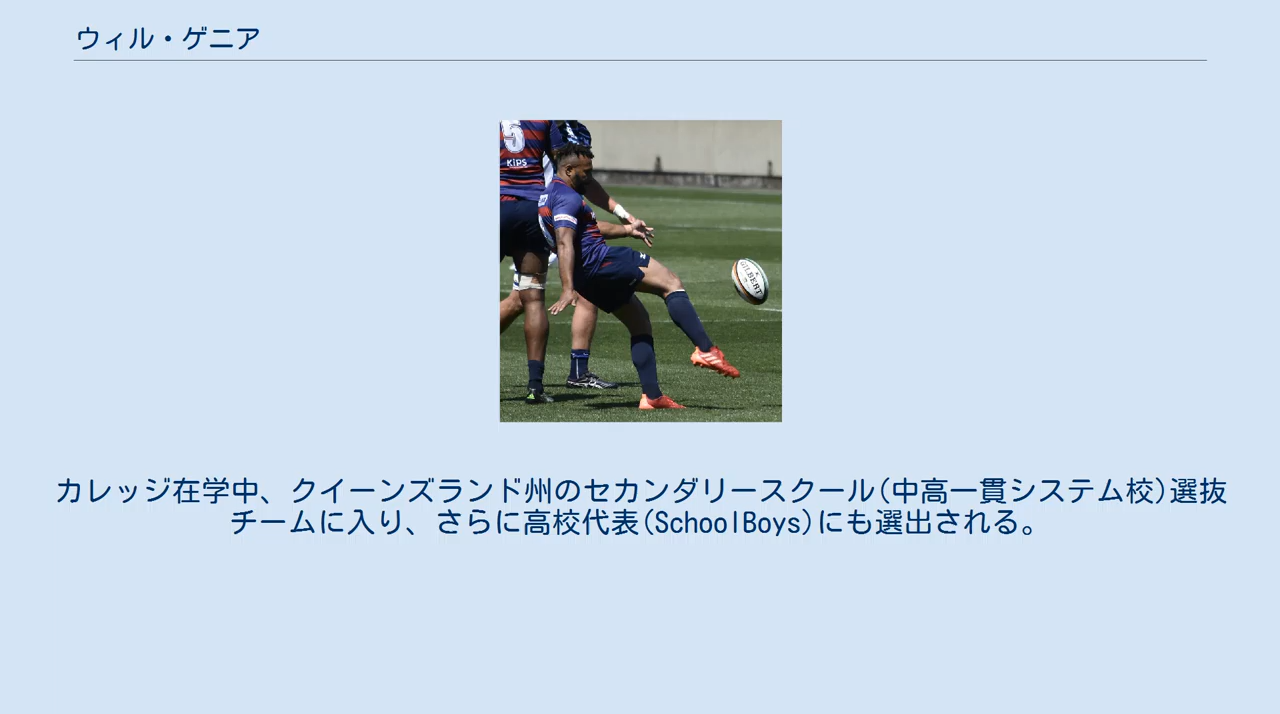 ウィル・ゲニア
5
KiPS
GILBERT
カレッジ在学中、クイーンズランド州のセカンダリースクール(中高一貫システム校)選抜
チームに入り、さらに高校代表(SchoolBoys)にも選出される。